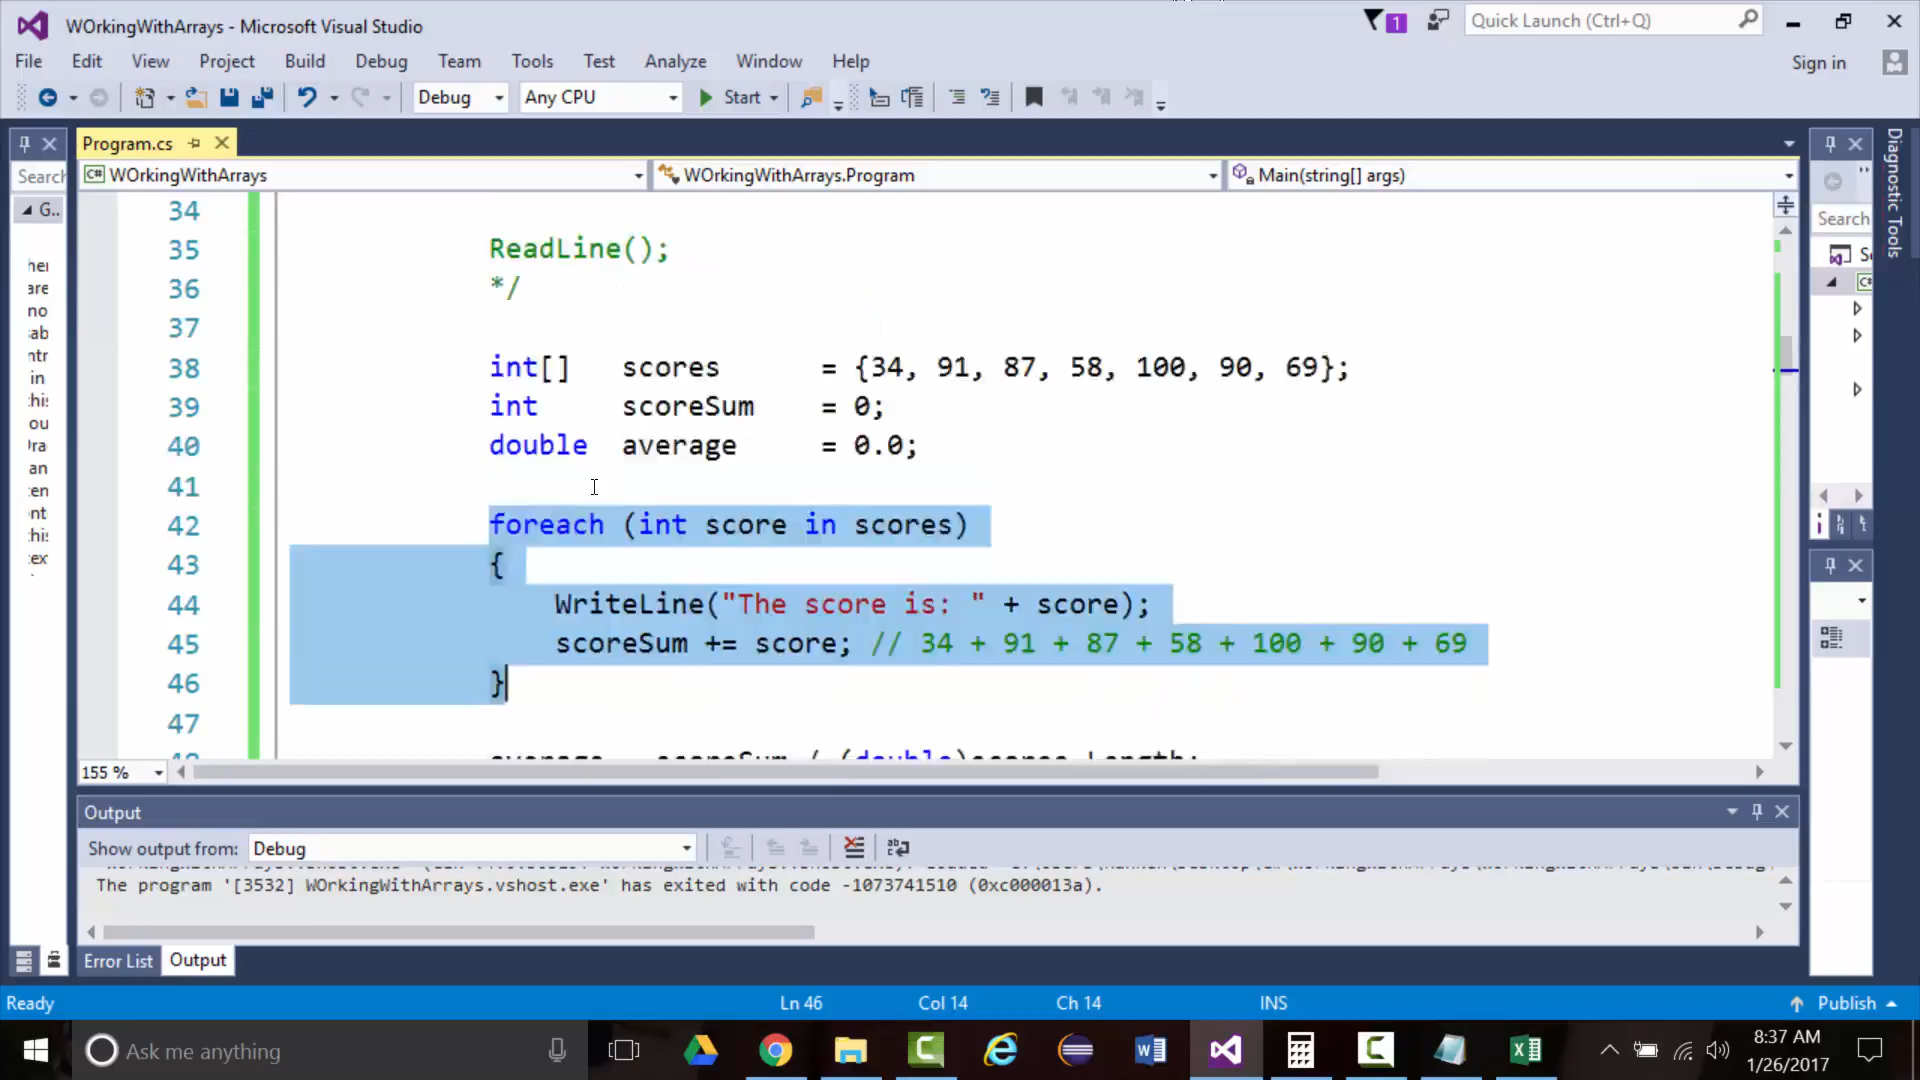 WOrkingWithArrays - Microsoft Visual Studio
1
Quick Launch (Ctrl+Q)
File Edit View Project Build Debug Team Tools Test Analyze Window Help
Sign in
Debug Any CPU Start
Program.cs
Diagnostic Tools
Search
WOrkingWithArrays
WOrkingWithArrays.Program
Main(string[] args)
G..
Search
34
35 ReadLine();
36 */
37
38 int[] scores = {34, 91, 87, 58, 100, 90, 69};
39 int scoreSum = 0;
40 double average = 0.0;
41
42 foreach (int score in scores)
43 {
44 WriteLine("The score is: " + score);
45 scoreSum += score; // 34 + 91 + 87 + 58 + 100 + 90 + 69
46 }
47
155 %
Output
Show output from: Debug
The program '[3532] WOrkingWithArrays.vshost.exe' has exited with code -1073741510 (0xc000013a).
Error List Output
Ready Ln 46 Col 14 Ch 14 INS Publish
Ask me anything
8:37 AM
1/26/2017